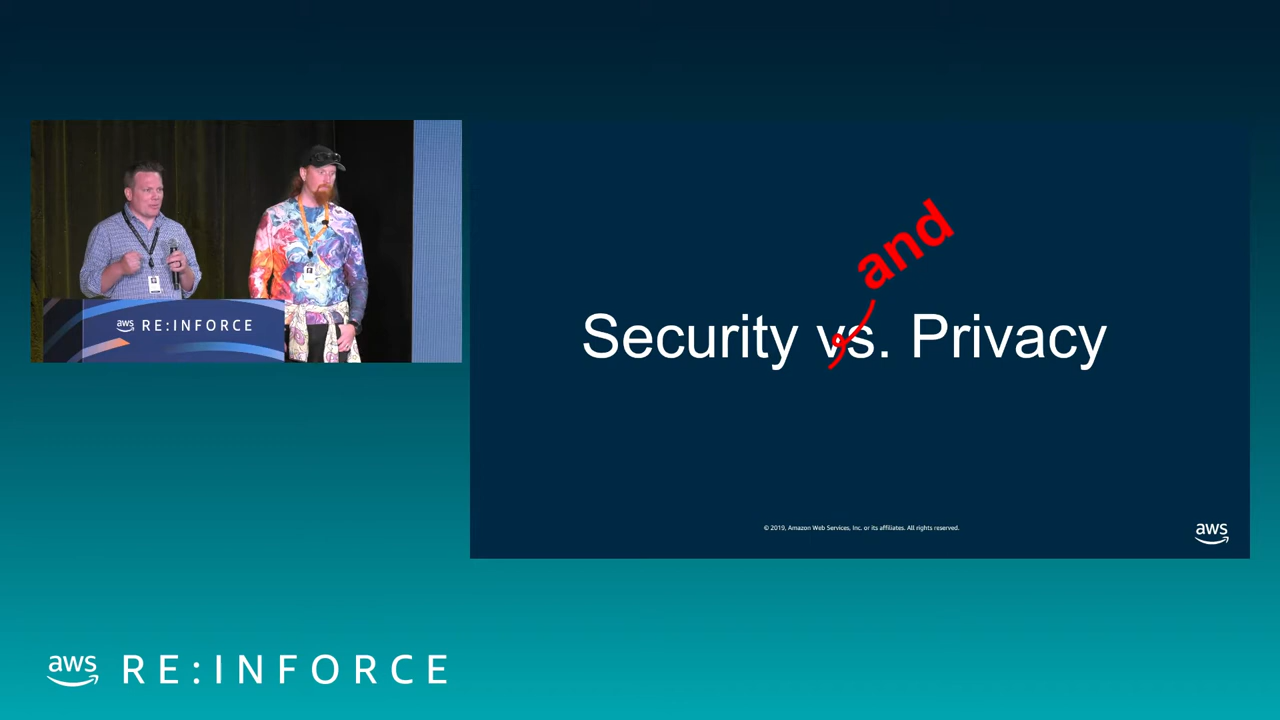 aws RE:INFORCE
and
Security vs. Privacy
© 2019, Amazon Web Services, Inc. or its affiliates. All rights reserved.
aws
aws RE:INFORCE